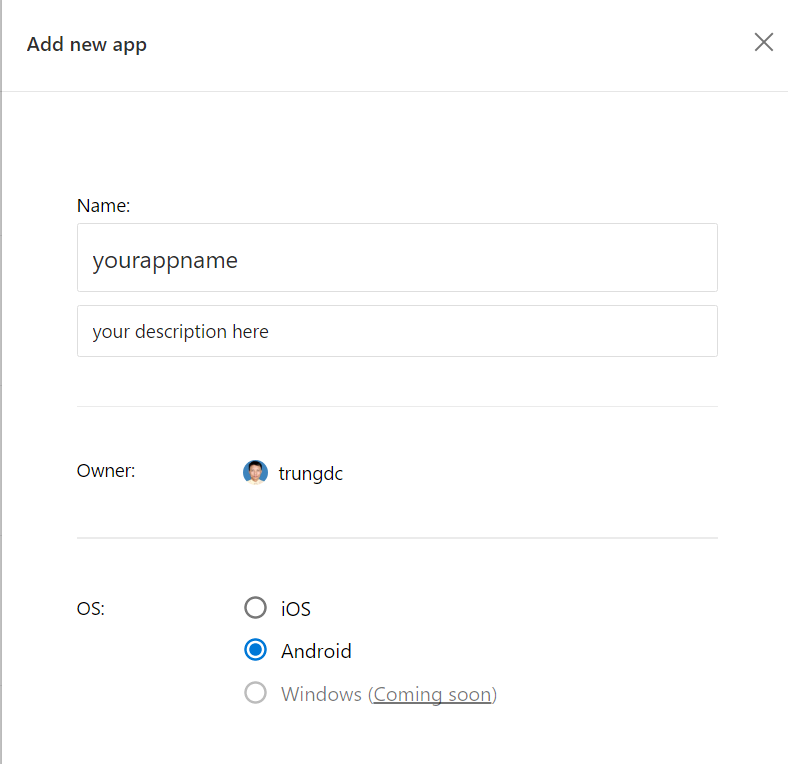 Add new app
Name:
yourappname
your description here
Owner: trungdc
OS: iOS
Android
Windows (Coming soon)